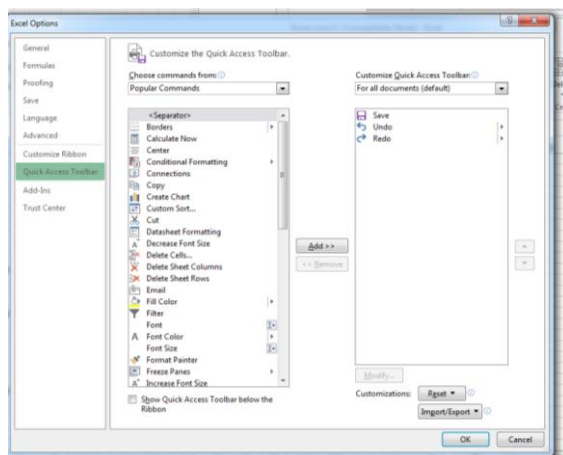 Excel Options
General
Formulas
Proofing
Save
Language
Advanced
Customize Ribbon
Quick Access Toolbar
Add-Ins
Trust Center
Customize the Quick Access Toolbar.
Choose commands from:
Popular Commands
<Separator>
Borders
Calculate Now
Center
Conditional Formatting
Connections
Copy
Create Chart
Custom Sort...
Cut
Datasheet Formatting
Decrease Font Size
Delete Cells...
Delete Sheet Columns
Delete Sheet Rows
Email
Fill Color
Filter
Font
Font Color
Font Size
Format Painter
Freeze Panes
Increase Font Size
Show Quick Access Toolbar below the
Ribbon
Add >>
<< Remove
Customize Quick Access Toolbar:
For all documents (default)
Save
Undo
Redo
Modify...
Customizations:
Reset
Import/Export
OK
Cancel